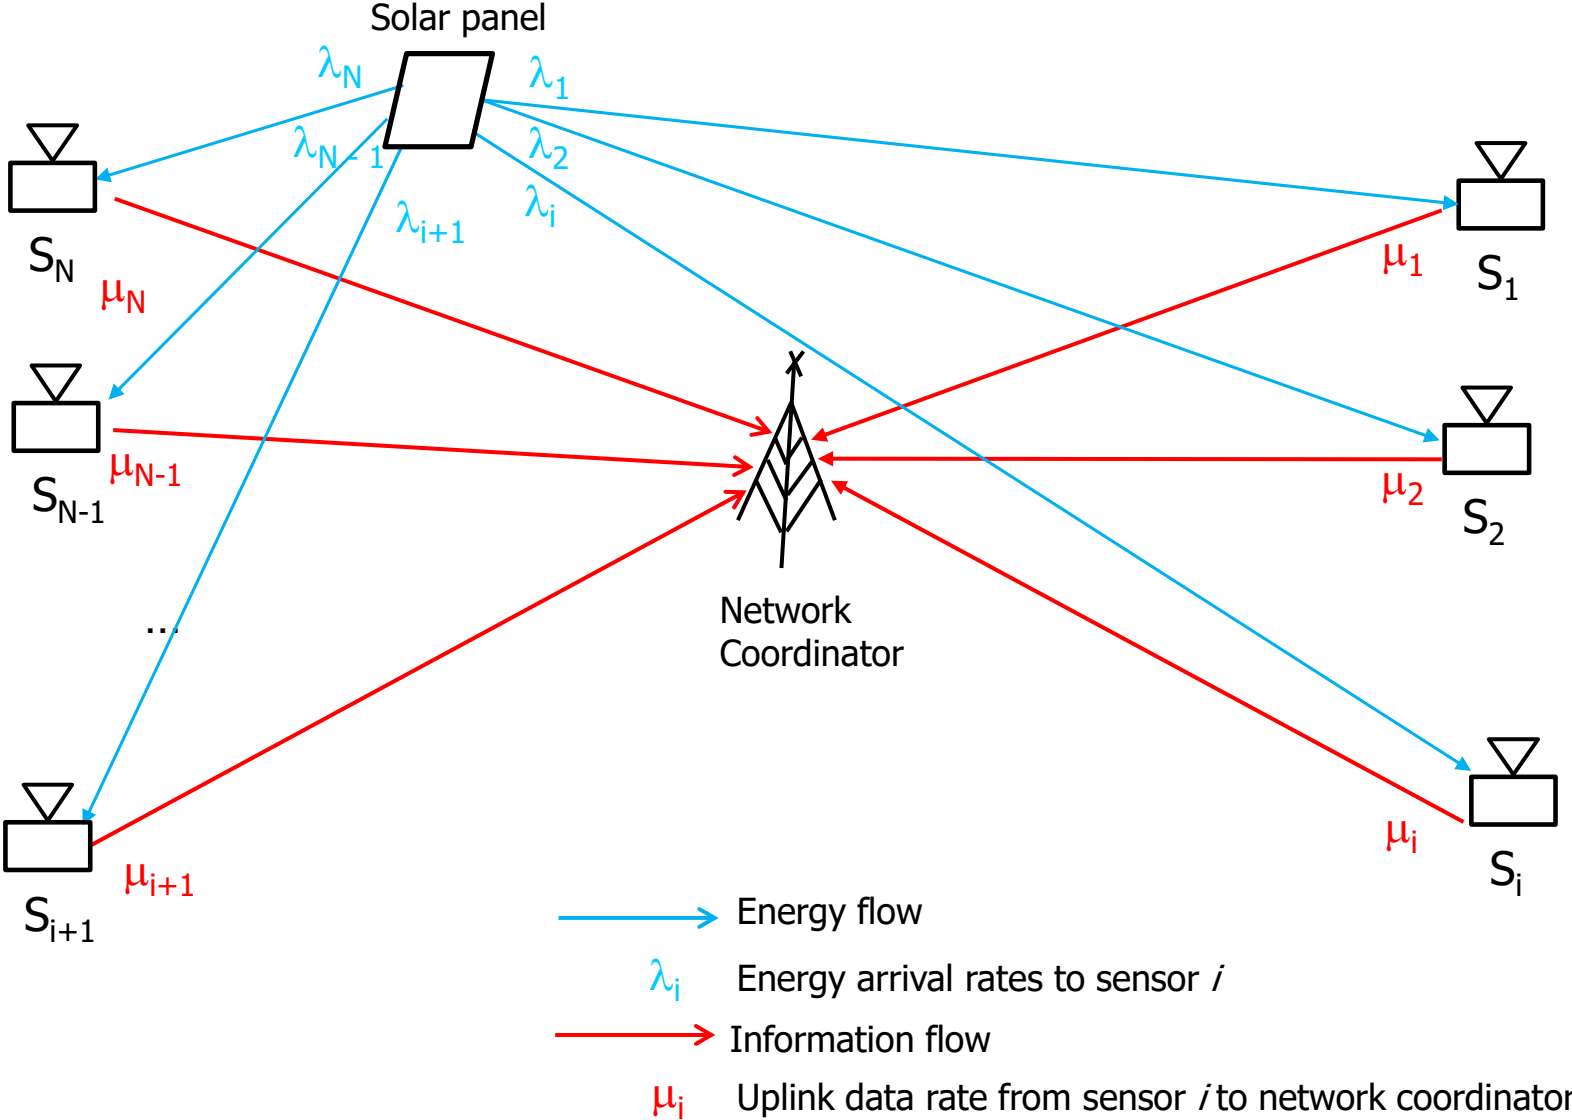 Solar panel
λN
λ1
λN - 1
λ2
λi
λi+1
SN
μN
μ1
S1
SN-1
μN-1
μ2
S2
...
Network
Coordinator
Si+1
μi+1
μi
Si
Energy flow
λi Energy arrival rates to sensor i
Information flow
μi Uplink data rate from sensor i to network coordinator